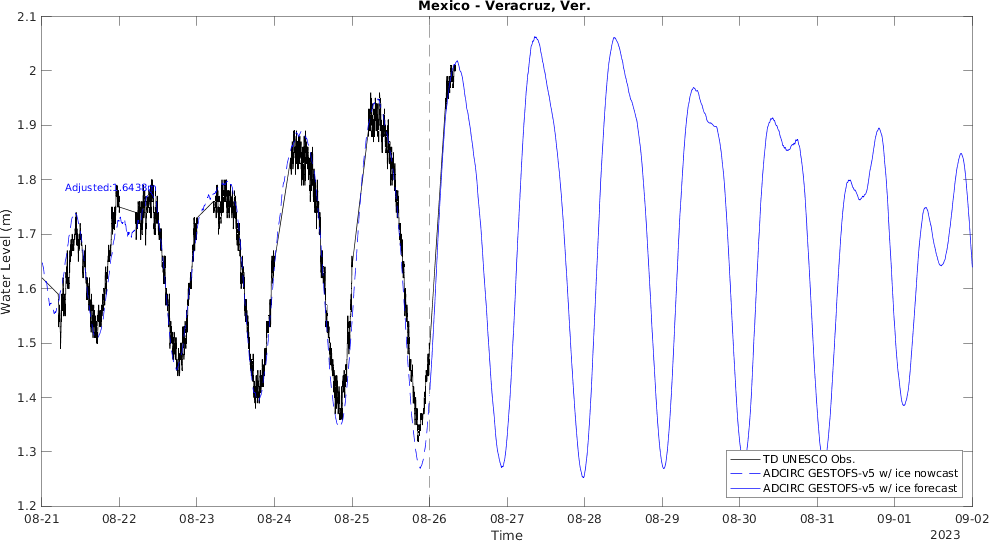 Mexico - Veracruz, Ver.
2.1
2
1.9
1.8
1.7
1.6
1.5
1.4
1.3
1.2
Water Level (m)
Adjusted:1.6438m
TD UNESCO Obs.
ADCIRC GESTOFS-v5 w/ ice nowcast
ADCIRC GESTOFS-v5 w/ ice forecast
08-21 08-22 08-23 08-24 08-25 08-26 08-27 08-28 08-29 08-30 08-31 09-01 09-02
Time
2023